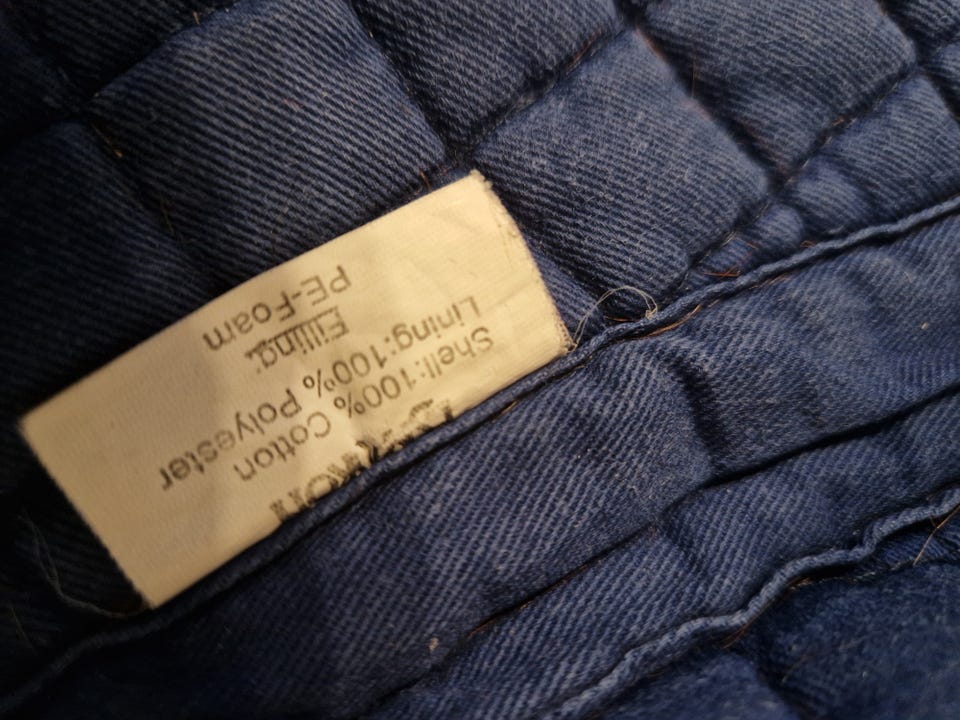 Shell:100% Cotton
Lining:100% Polyester
Filling:
PE-Foam